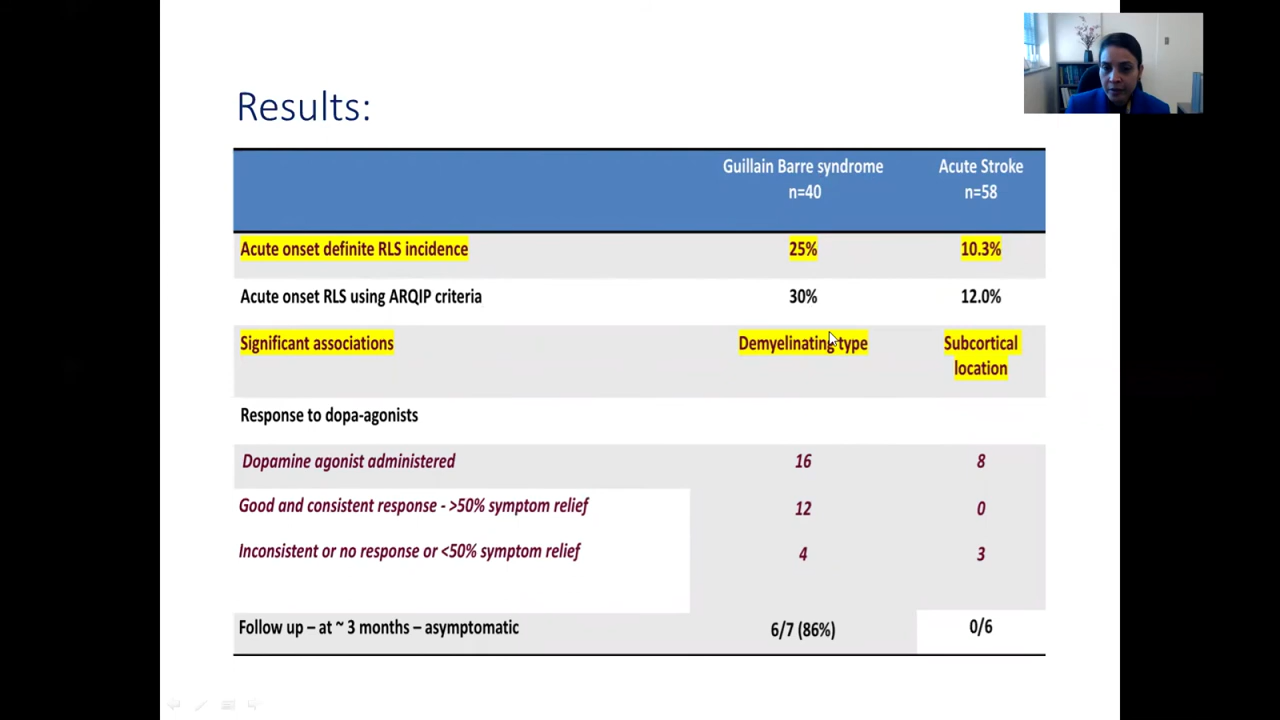 Results:
Guillain Barre syndrome Acute Stroke
n=40 n=58
Acute onset definite RLS incidence 25% 10.3%
Acute onset RLS using ARQIP criteria 30% 12.0%
Significant associations Demyelinating type Subcortical
location
Response to dopa-agonists
Dopamine agonist administered 16 8
Good and consistent response - >50% symptom relief 12 0
Inconsistent or no response or <50% symptom relief 4 3
Follow up – at ~ 3 months – asymptomatic 6/7 (86%) 0/6